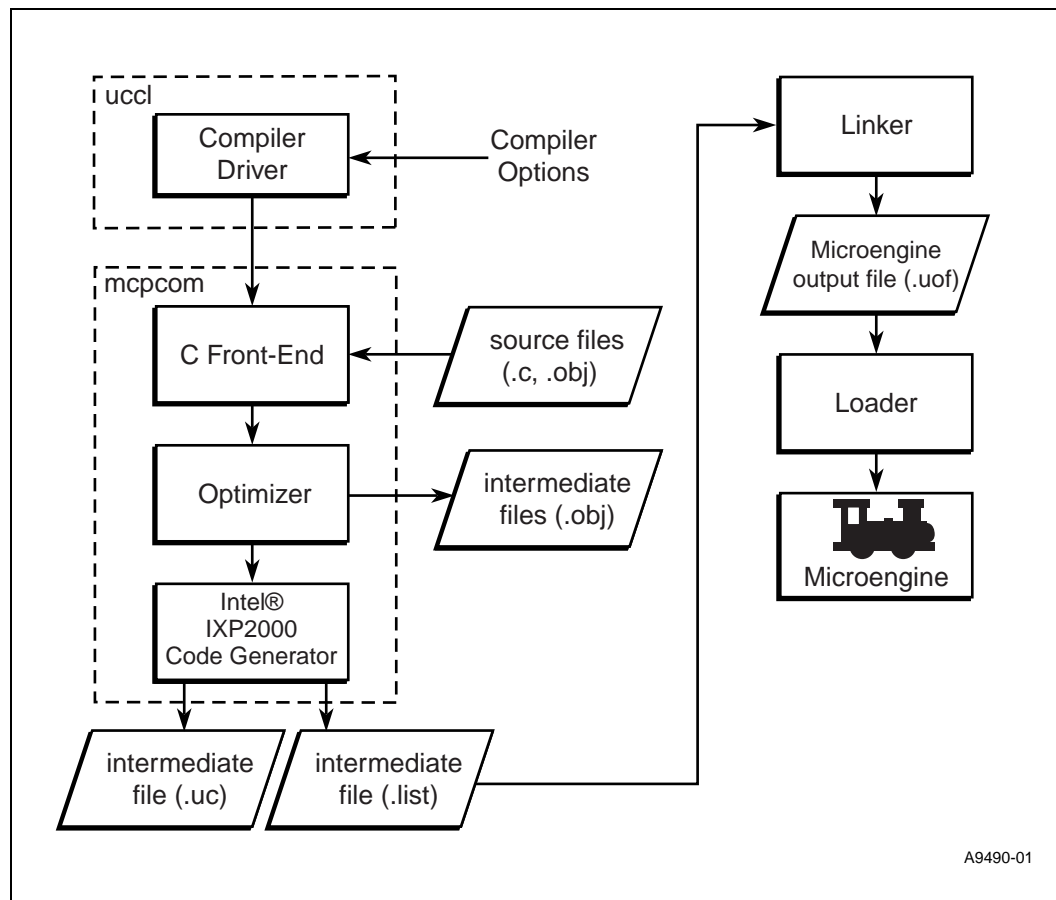 uccl
Compiler
Driver
Compiler
Options
mcpcom
C Front-End
source files
(.c, .obj)
Optimizer
intermediate
files (.obj)
Intel®
IXP2000
Code Generator
intermediate
file (.uc)
intermediate
file (.list)
Linker
Microengine
output file (.uof)
Loader
Microengine
A9490-01